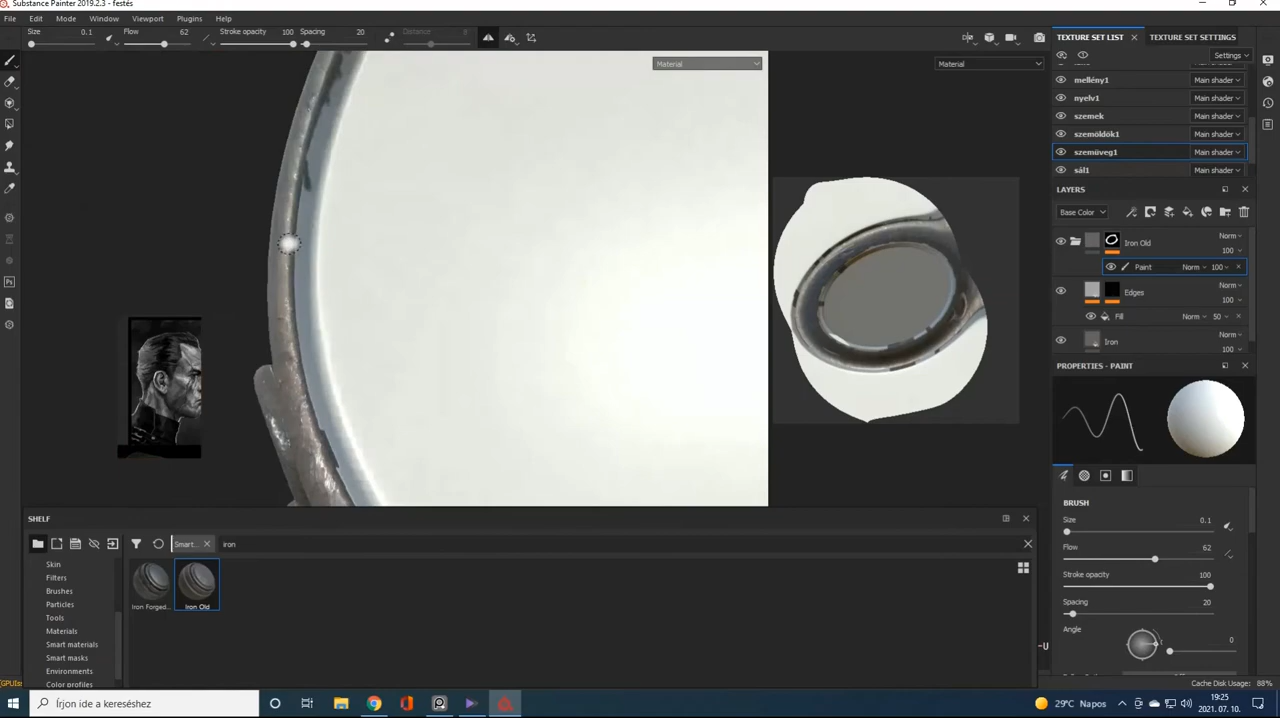 Substance Painter 2019.2.3 - festés
File Edit Mode Window Viewport Plugins Help
Size 0.1 Flow 62 Stroke opacity 100 Spacing 20 Distance 8
Material
Material
TEXTURE SET LIST
TEXTURE SET SETTINGS
Settings
mellény1 Main shader
nyelv1 Main shader
szemek Main shader
szemöldök1 Main shader
szemüveg1 Main shader
sál1 Main shader
LAYERS
Base Color
Iron Old Norm 100
Paint Norm 100
Edges Norm 100
Fill Norm 50
Iron Norm 100
PROPERTIES - PAINT
BRUSH
Size 0.1
Flow 62
Stroke opacity 100
Spacing 20
Angle 0
SHELF
Smart... iron
Skin
Filters
Brushes
Particles
Tools
Materials
Smart materials
Smart masks
Environments
Color profiles
Iron Forged...
Iron Old
-U
[GPUIss
Cache Disk Usage: 88%
Írjon ide a kereséshez
29°C Napos
19:25
2021. 07. 10.